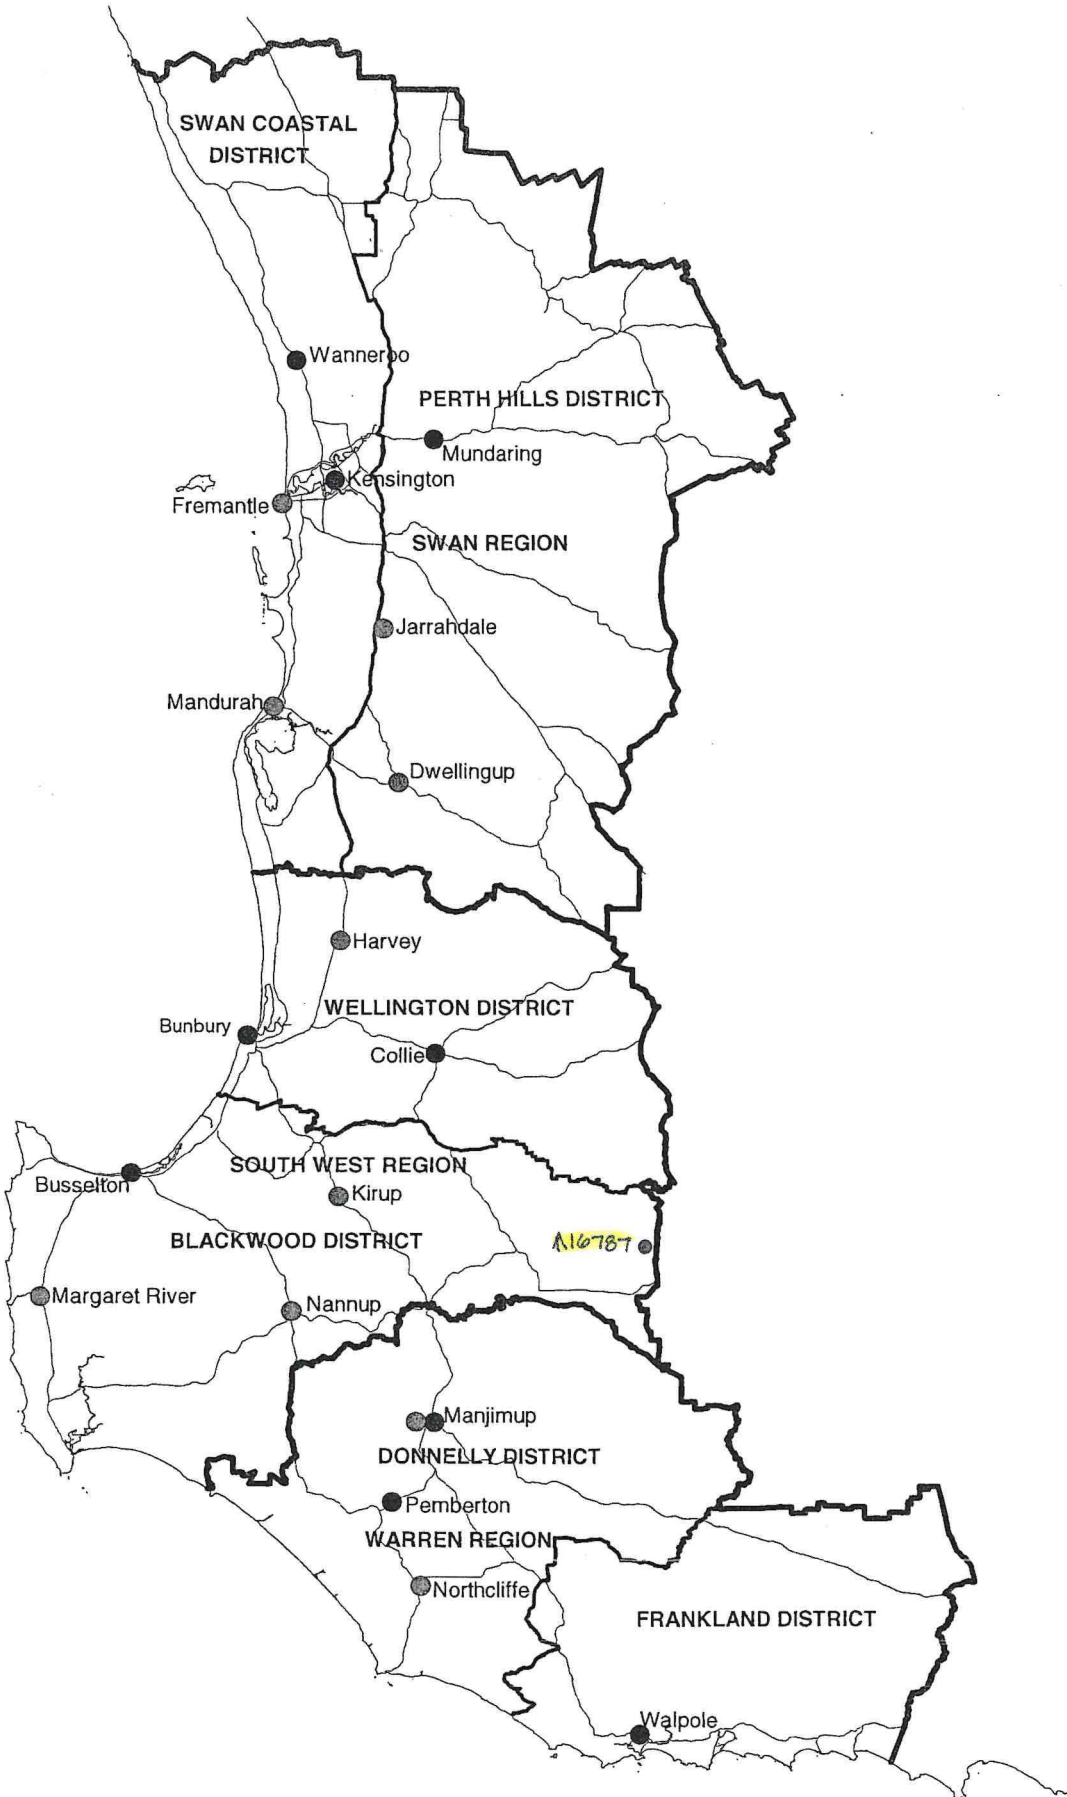 SWAN COASTAL
DISTRICT
Wanneroo
PERTH HILLS DISTRICT
Mundaring
Kensington
Fremantle
SWAN REGION
Jarrahdale
Mandurah
Dwellingup
Harvey
WELLINGTON DISTRICT
Bunbury
Collie
SOUTH WEST REGION
Busselton
Kirup
BLACKWOOD DISTRICT
A16787
Margaret River
Nannup
Manjimup
DONNELLY DISTRICT
Pemberton
WARREN REGION
Northcliffe
FRANKLAND DISTRICT
Walpole